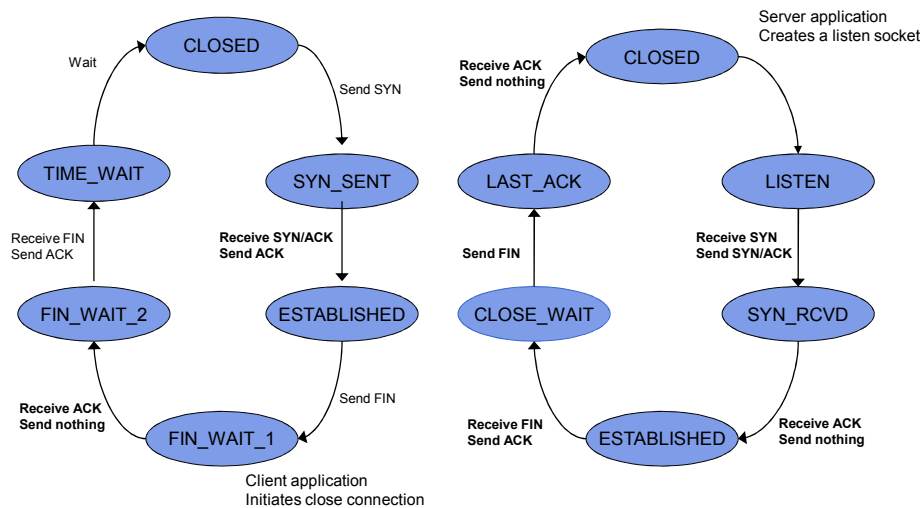 CLOSED
Wait
Send SYN
TIME_WAIT
SYN_SENT
Receive FIN
Send ACK
Receive SYN/ACK
Send ACK
FIN_WAIT_2
ESTABLISHED
Receive ACK
Send nothing
Send FIN
FIN_WAIT_1
Client application
Initiates close connection
Server application
Creates a listen socket
Receive ACK
Send nothing
CLOSED
LAST_ACK
LISTEN
Send FIN
Receive SYN
Send SYN/ACK
CLOSE_WAIT
SYN_RCVD
Receive FIN
Send ACK
ESTABLISHED
Receive ACK
Send nothing